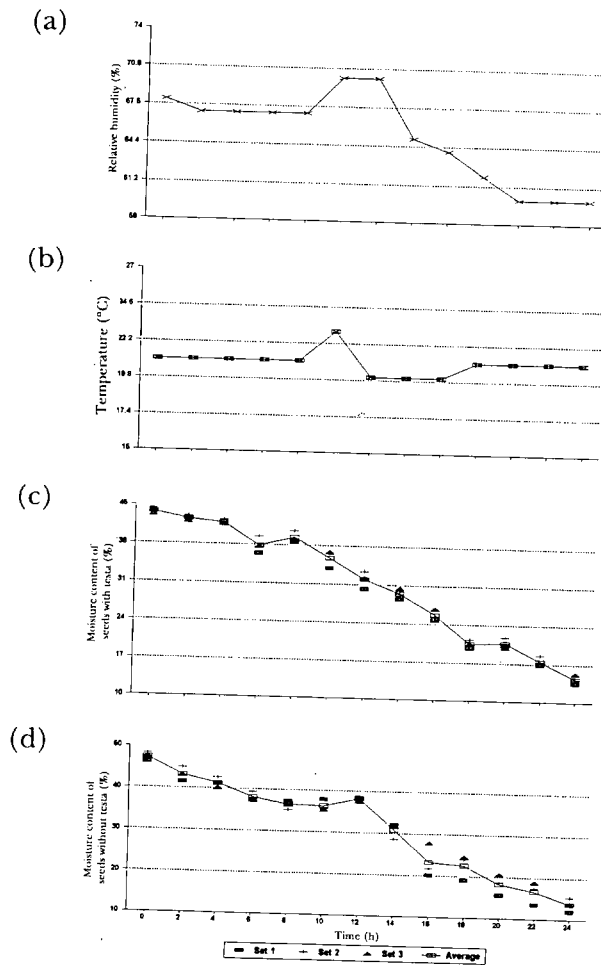 (a)
74
70.8
67.6
64.4
61.2
58
Relative humidity (%)
(b)
27
24.6
22.2
19.8
17.4
15
Temperature (°C)
(c)
45
38
31
24
17
10
Moisture content of
seeds with testa (%)
(d)
50
40
30
20
10
Moisture content of
seeds without testa (%)
0 2 4 6 8 10 12 14 16 18 20 22 24
Time (h)
Set 1 Set 2 Set 3 Average